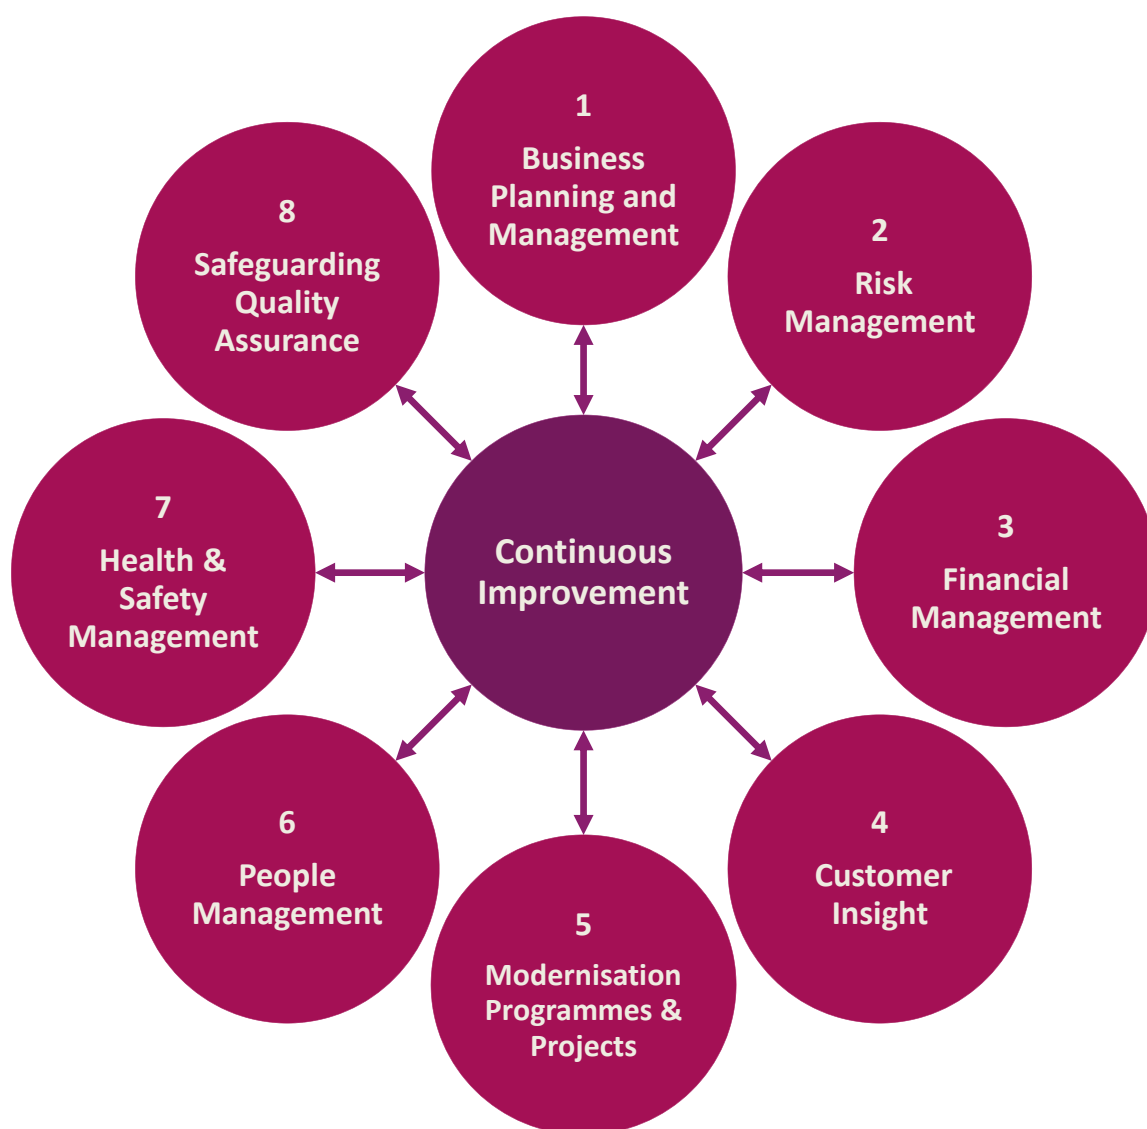 1
Business
Planning and
Management
2
Risk
Management
3
Financial
Management
4
Customer
Insight
5
Modernisation
Programmes &
Projects
6
People
Management
7
Health &
Safety
Management
8
Safeguarding
Quality
Assurance
Continuous
Improvement